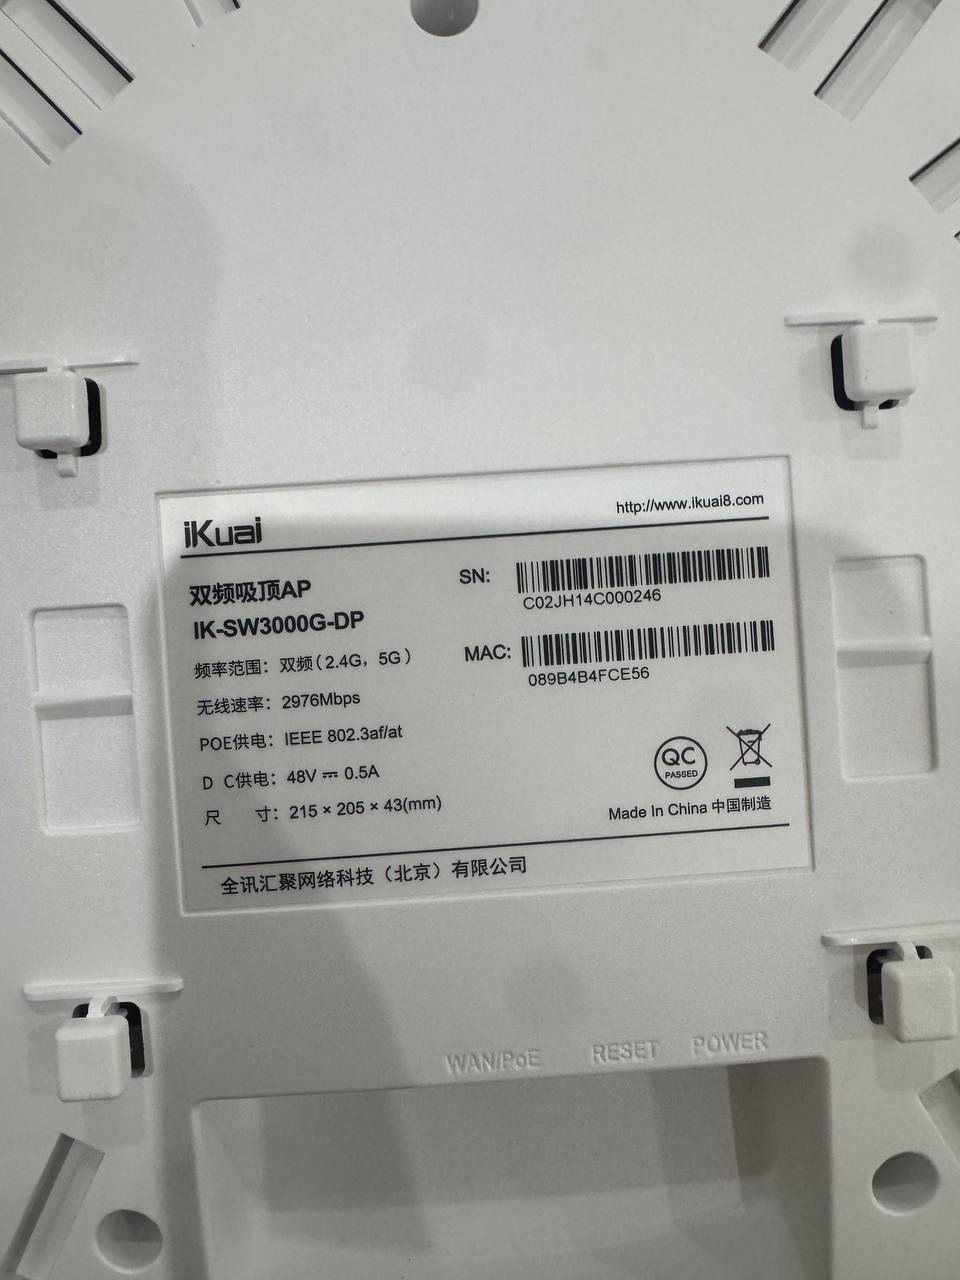 iKuai
http://www.ikuai8.com
双频吸顶AP
IK-SW3000G-DP
频率范围：双频（2.4G，5G）
无线速率：2976Mbps
POE供电：IEEE 802.3af/at
D C供电：48V ⎓ 0.5A
尺 寸：215 × 205 × 43(mm)
SN:
C02JH14C000246
MAC:
089B4B4FCE56
QC
PASSED
Made In China 中国制造
全讯汇聚网络科技（北京）有限公司
WAN/PoE RESET POWER